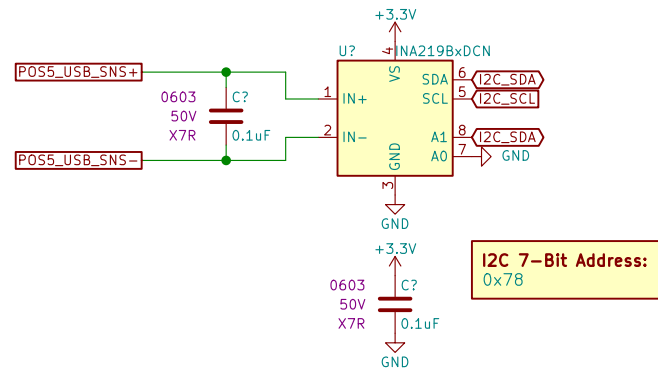 +3.3V
U?
INA219BxDCN
4
VS
POS5_USB_SNS+
1
IN+
SDA
6
I2C_SDA
SCL
5
I2C_SCL
0603
C?
50V
X7R
0.1uF
2
IN-
A1
8
I2C_SDA
A0
7
GND
POS5_USB_SNS-
GND
3
GND
+3.3V
0603
C?
50V
X7R
0.1uF
GND
I2C 7-Bit Address:
0x78